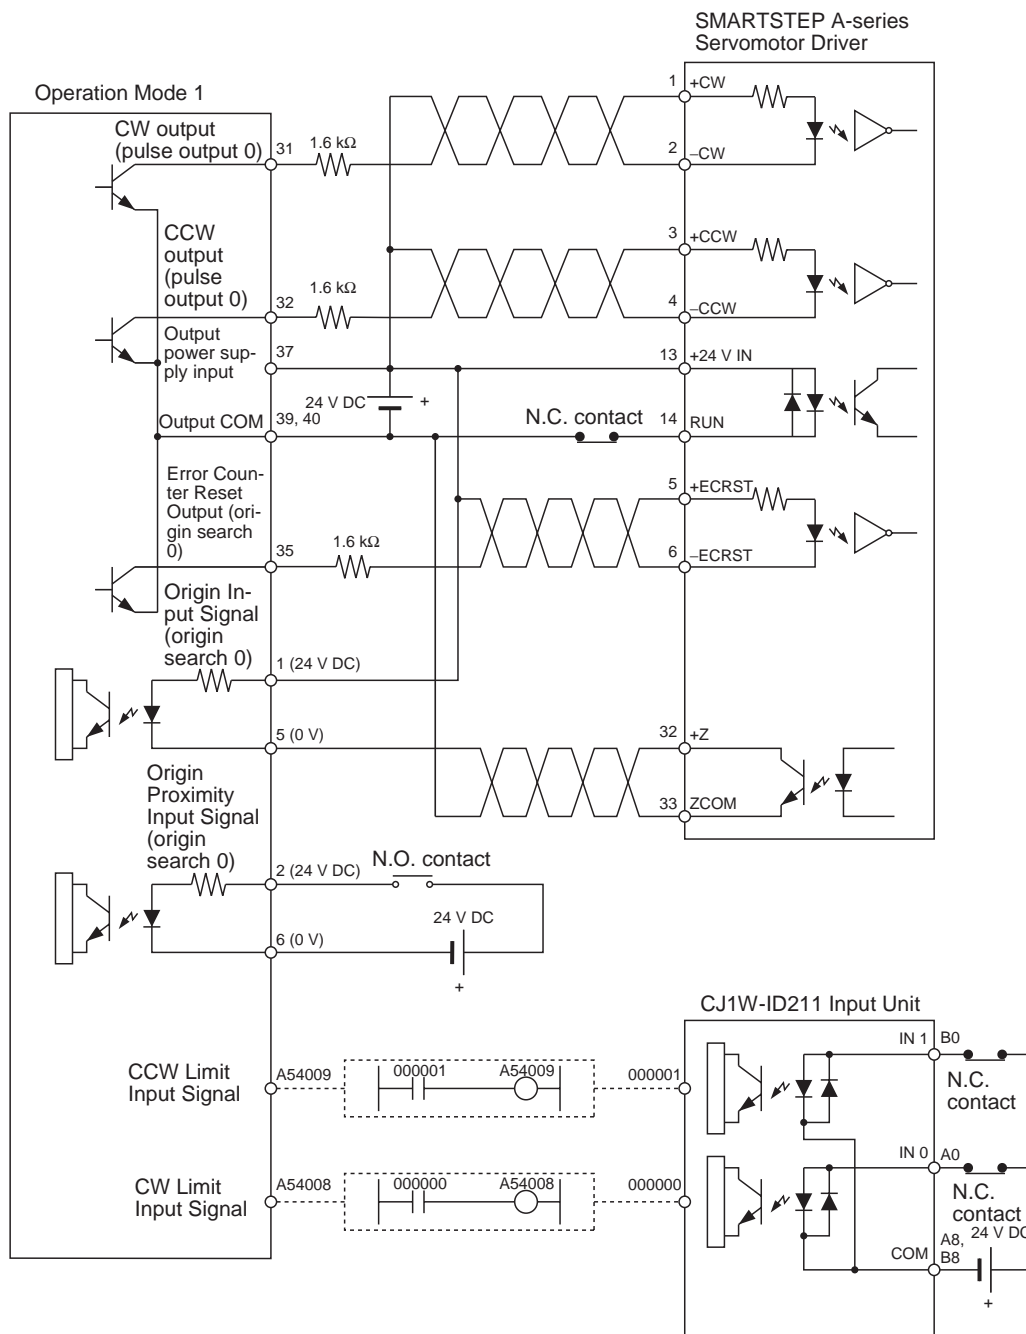 SMARTSTEP A-series
Servomotor Driver
Operation Mode 1
CW output
(pulse output 0)
31
1.6 kΩ
1
+CW
2
–CW
CCW
output
(pulse
output 0)
32
1.6 kΩ
3
+CCW
4
–CCW
Output
power sup-
ply input
37
13
+24 V IN
24 V DC
+
Output COM
39, 40
N.C. contact
14
RUN
Error Coun-
ter Reset
Output (ori-
gin search
0)
35
1.6 kΩ
5
+ECRST
6
–ECRST
Origin In-
put Signal
(origin
search 0)
1 (24 V DC)
5 (0 V)
32
+Z
33
ZCOM
Origin
Proximity
Input Signal
(origin
search 0)
2 (24 V DC)
N.O. contact
24 V DC
6 (0 V)
+
CJ1W-ID211 Input Unit
IN 1
B0
N.C.
contact
CCW Limit
Input Signal
A54009
000001
A54009
000001
IN 0
A0
N.C.
contact
CW Limit
Input Signal
A54008
000000
A54008
000000
24 V DC
COM
A8,
B8
+